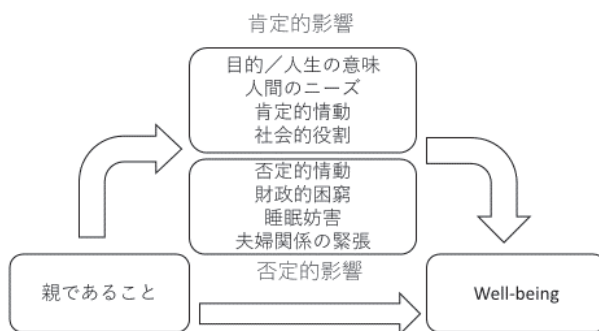 肯定的影響
目的／人生の意味
人間のニーズ
肯定的情動
社会的役割
否定的情動
財政的困窮
睡眠妨害
夫婦関係の緊張
否定的影響
親であること
Well-being